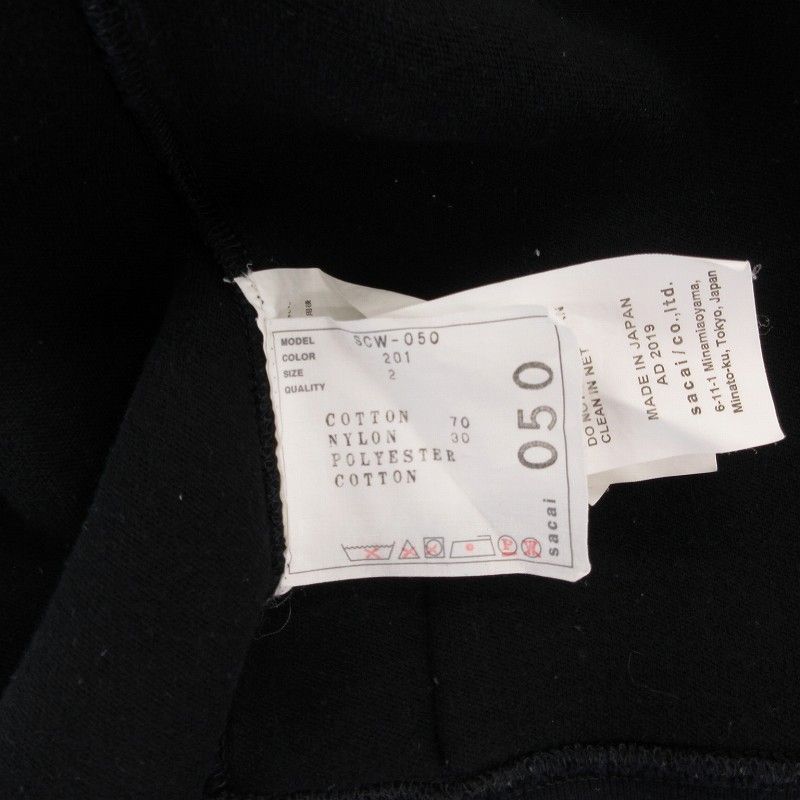 MODEL SCW-050
COLOR 201
SIZE 2
QUALITY
COTTON 70
NYLON 30
POLYESTER
COTTON
050
sacai
DO NOT
CLEAN IN NET
MADE IN JAPAN
AD 2019
sacai/co.,ltd.
6-11-1 Minamiaoyama,
Minato-ku, Tokyo, Japan